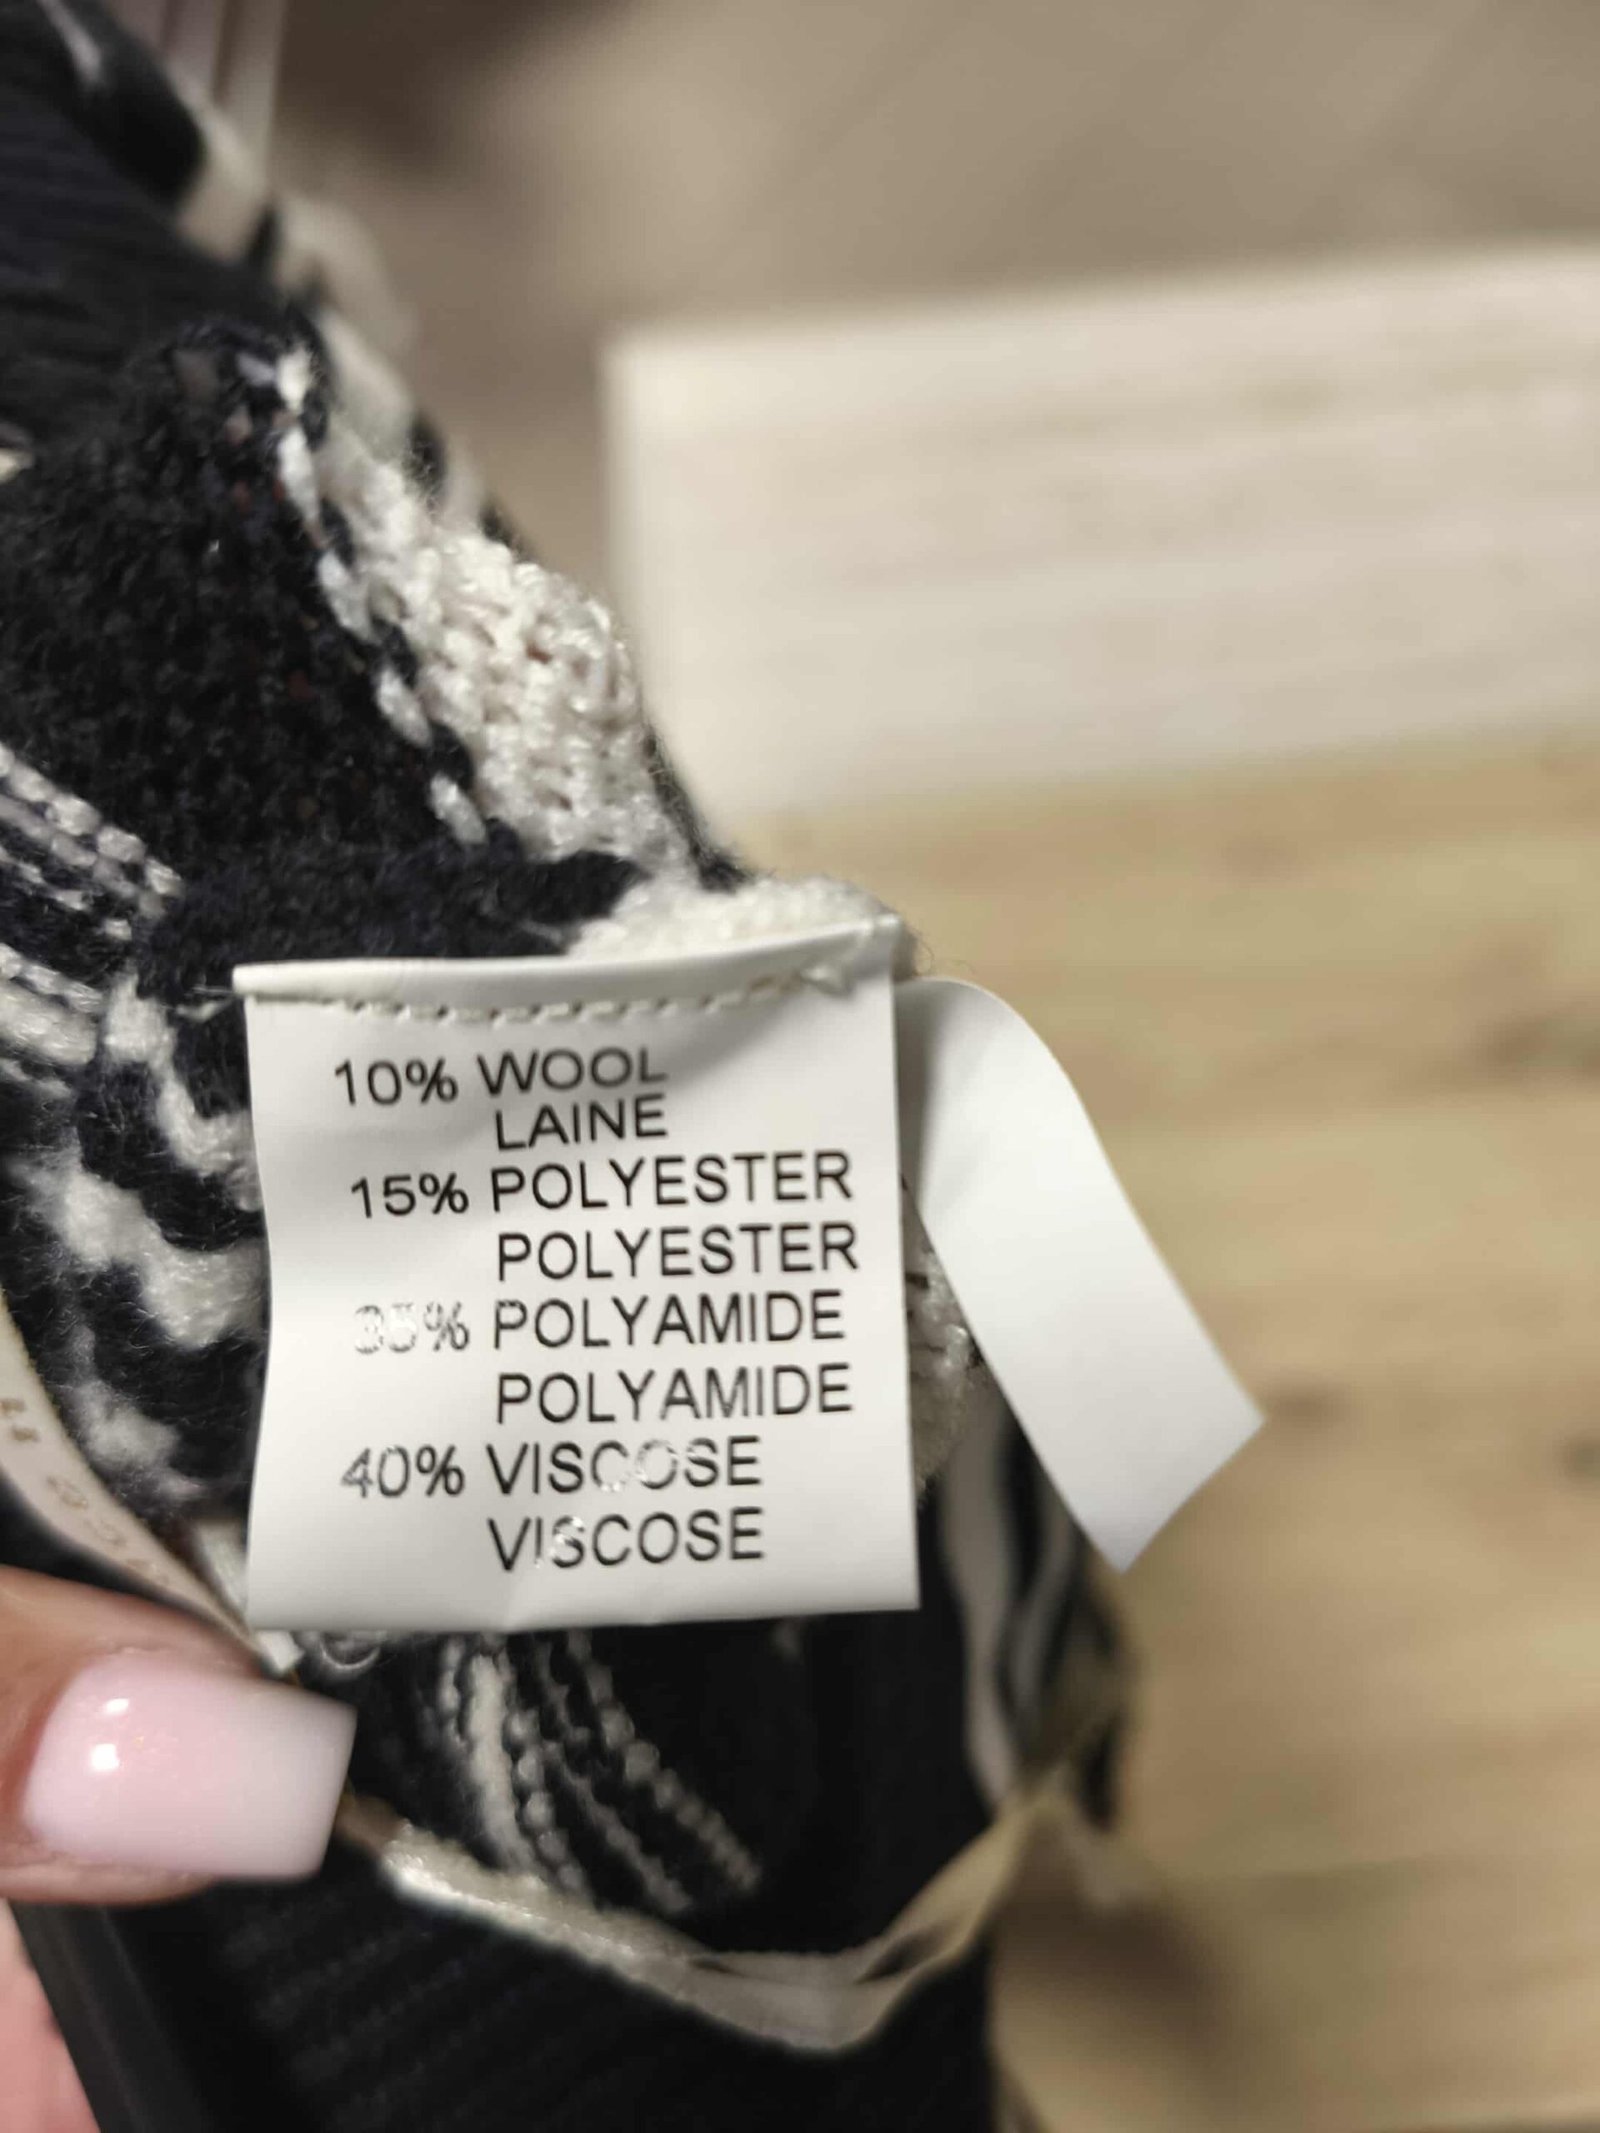 10% WOOL
LAINE
15% POLYESTER
POLYESTER
35% POLYAMIDE
POLYAMIDE
40% VISCOSE
VISCOSE